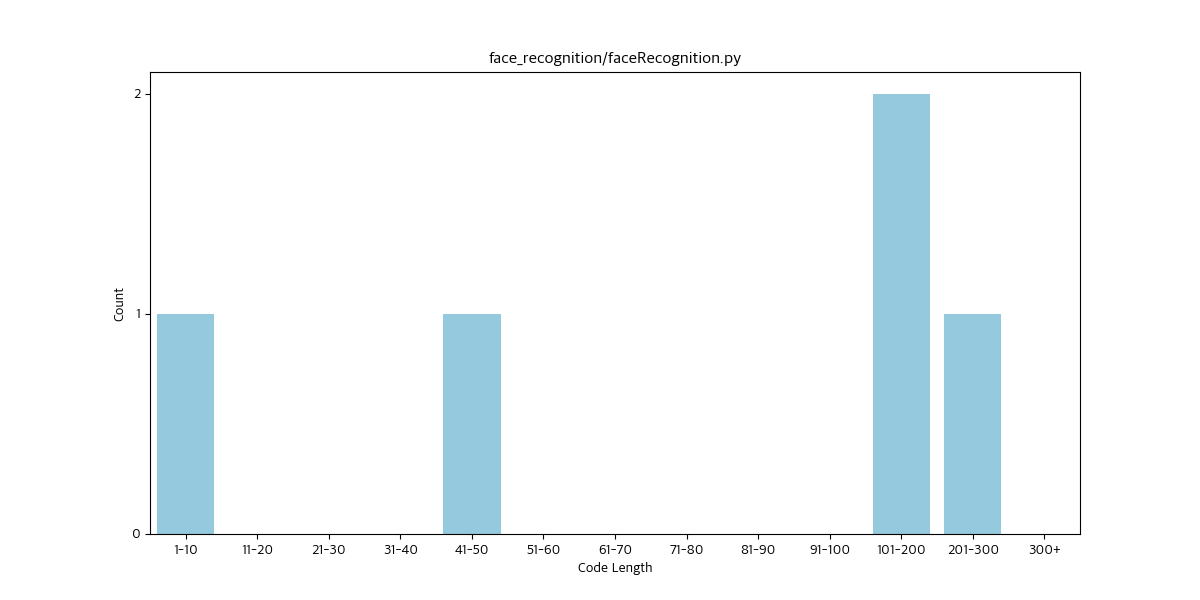 face_recognition/faceRecognition.py
2
1
0
Count
1-10 11-20 21-30 31-40 41-50 51-60 61-70 71-80 81-90 91-100 101-200 201-300 300+
Code Length